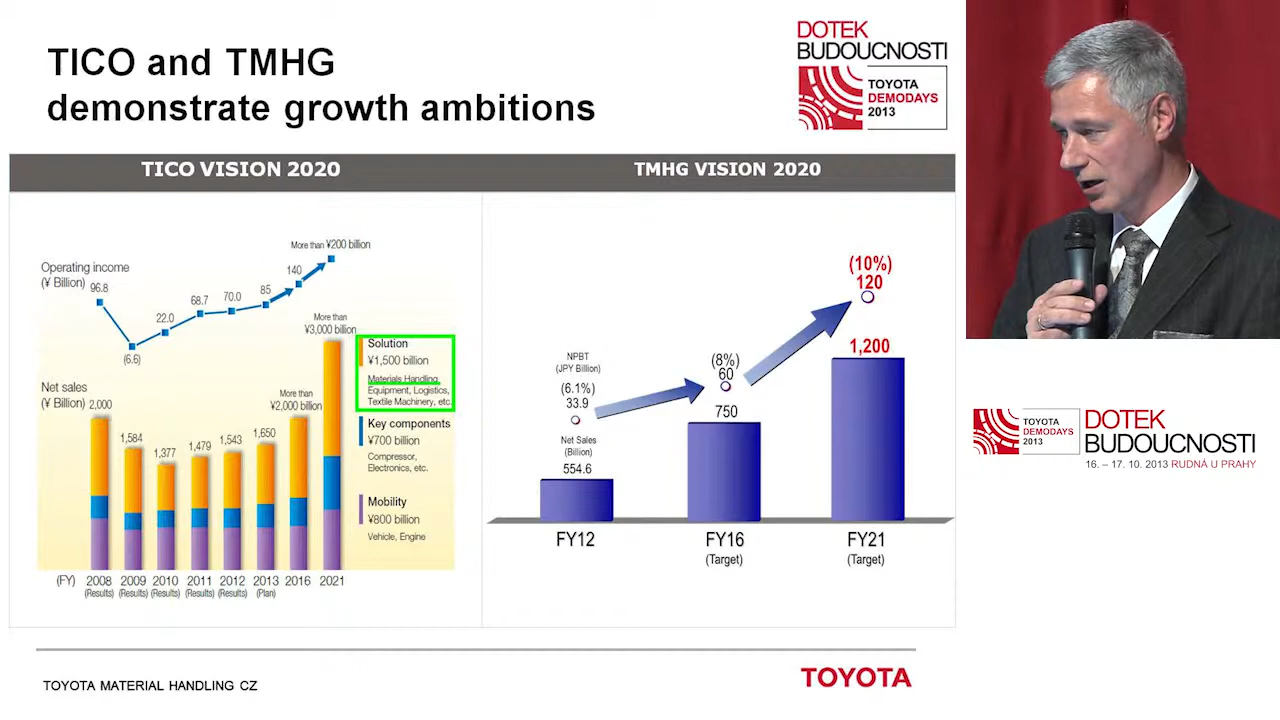 TICO and TMHG
demonstrate growth ambitions
DOTEK
BUDOUCNOSTI
TOYOTA
DEMODAYS
2013
TICO VISION 2020
TMHG VISION 2020
Operating income
(¥ Billion)
96.8
(6.6)
22.0
68.7
70.0
85
140
More than ¥200 billion
Net sales
(¥ Billion)
2,000
1,584
1,377
1,479
1,543
1,650
More than
¥2,000 billion
More than
¥3,000 billion
Solution
¥1,500 billion
Materials Handling
Equipment, Logistics,
Textile Machinery, etc.
Key components
¥700 billion
Compressor,
Electronics, etc.
Mobility
¥800 billion
Vehicle, Engine
(FY) 2008 2009 2010 2011 2012 2013 2016 2021
(Results) (Results) (Results) (Results) (Results) (Plan)
NPBT
(JPY Billion)
(6.1%)
33.9
Net Sales
(Billion)
554.6
(8%)
60
750
(10%)
120
1,200
FY12 FY16 FY21
(Target) (Target)
TOYOTA
DEMODAYS
2013
DOTEK
BUDOUCNOSTI
16. – 17. 10. 2013 RUDNÁ U PRAHY
TOYOTA MATERIAL HANDLING CZ
TOYOTA